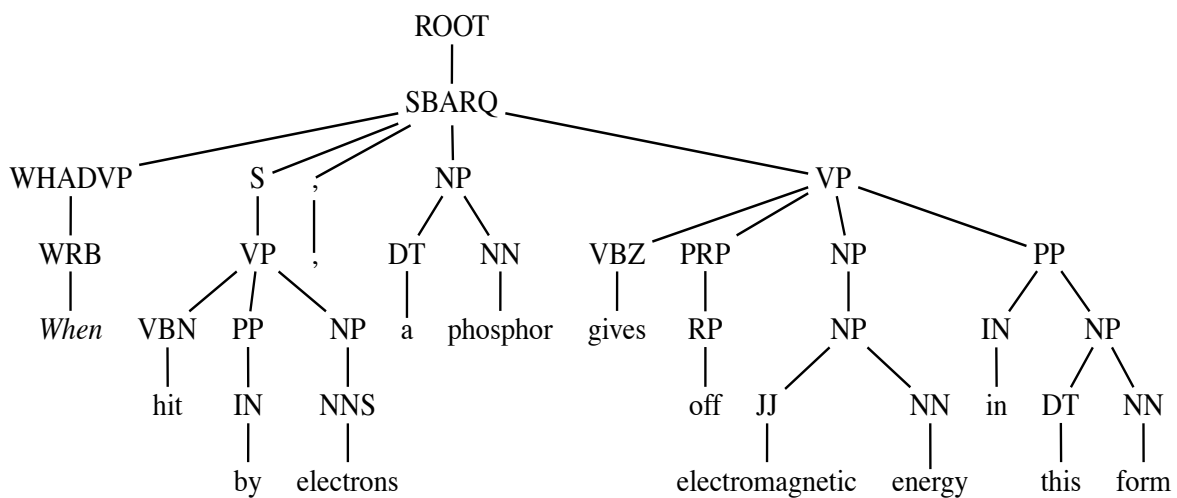 ROOT
SBARQ
WHADVP S , NP VP
WRB VP , DT NN VBZ PRP NP PP
When VBN PP NP a phosphor gives RP NP IN NP
hit IN NNS off JJ NN in DT NN
by electrons electromagnetic energy this form